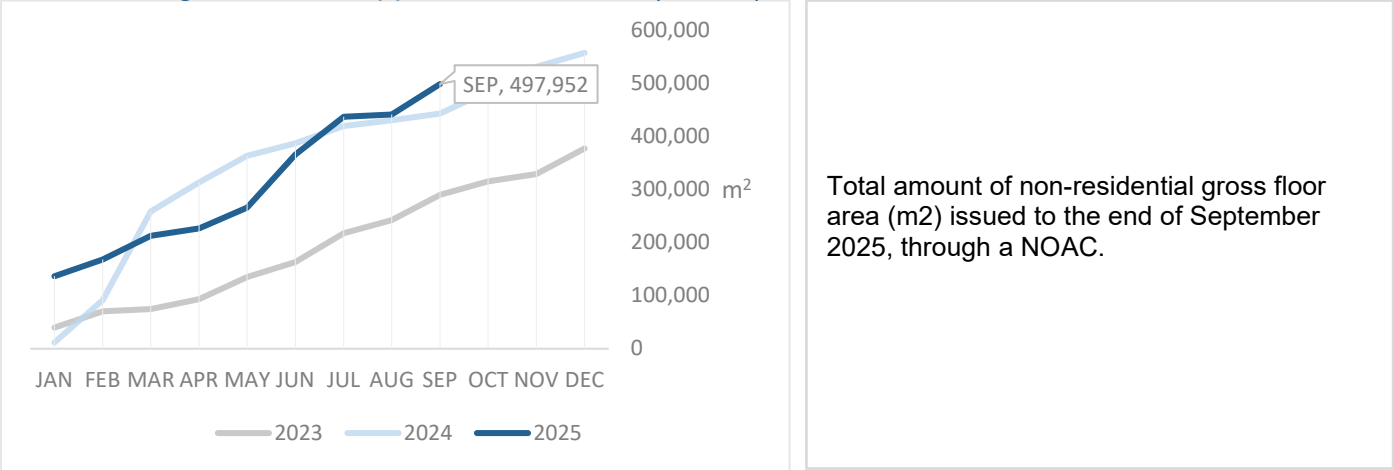 600,000
500,000
400,000
300,000 m²
200,000
100,000
0
SEP, 497,952
JAN FEB MAR APR MAY JUN JUL AUG SEP OCT NOV DEC
2023 2024 2025
Total amount of non-residential gross floor
area (m2) issued to the end of September
2025, through a NOAC.